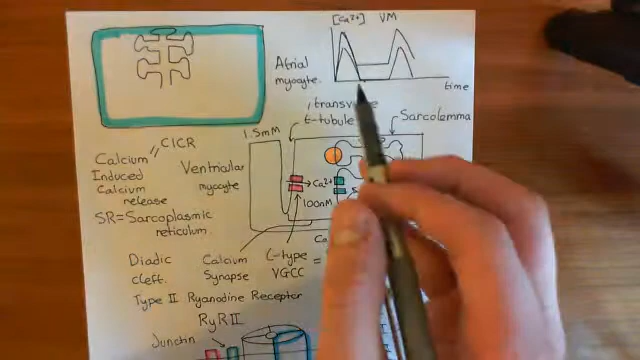 [Ca²⁺] VM
Atrial
myocyte.
time
transverse
t-tubule
Sarcolemma
1.5mM
Calcium // CICR
Induced
Calcium
release
Ventricular
myocyte
Ca²⁺
100nM
SR = Sarcoplasmic
reticulum.
Ca
Diadic
cleft.
Calcium
Synapse
L-type =
VGCC
Type II Ryanodine Receptor
RyRII
Junctin